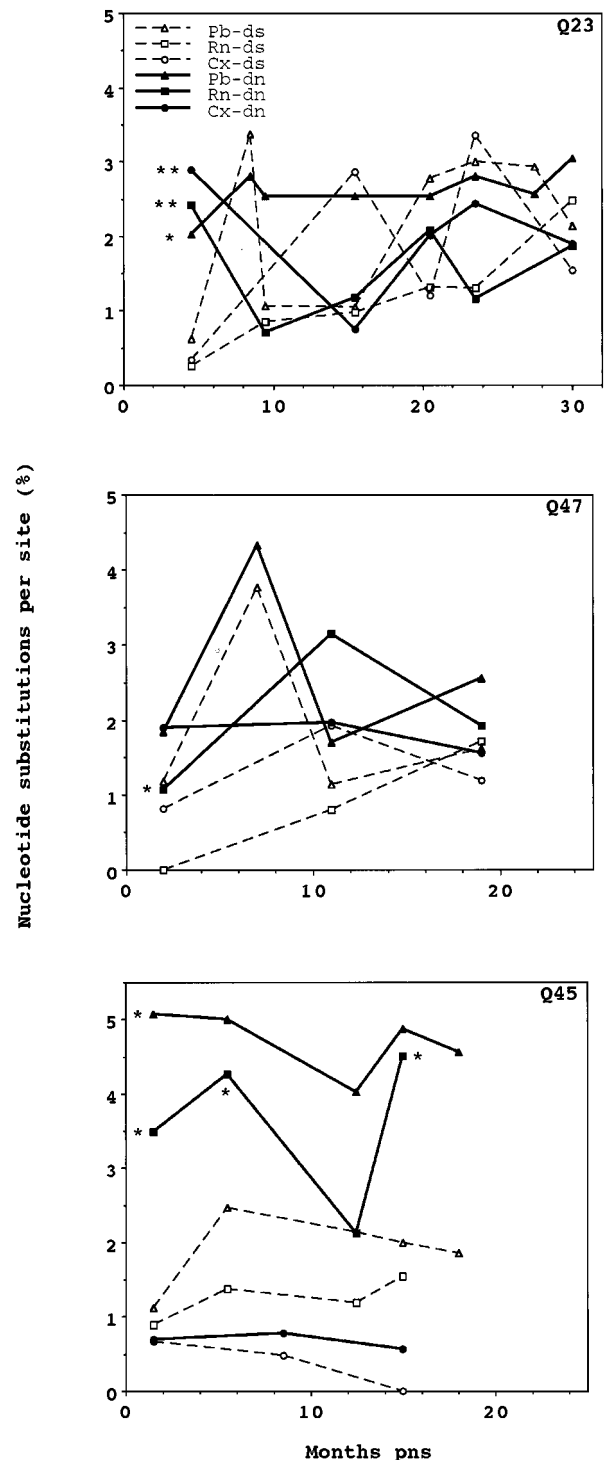 5
Q23
Pb-ds
Rn-ds
Cx-ds
Pb-dn
Rn-dn
Cx-dn
4
3
**
**
2
*
1
0
0 10 20 30
Nucleotide substitutions per site (%)
5
Q47
4
3
2
1
*
0
0 10 20
Q45
5
*
*
4
*
*
3
2
1
0
0 10 20
Months pns